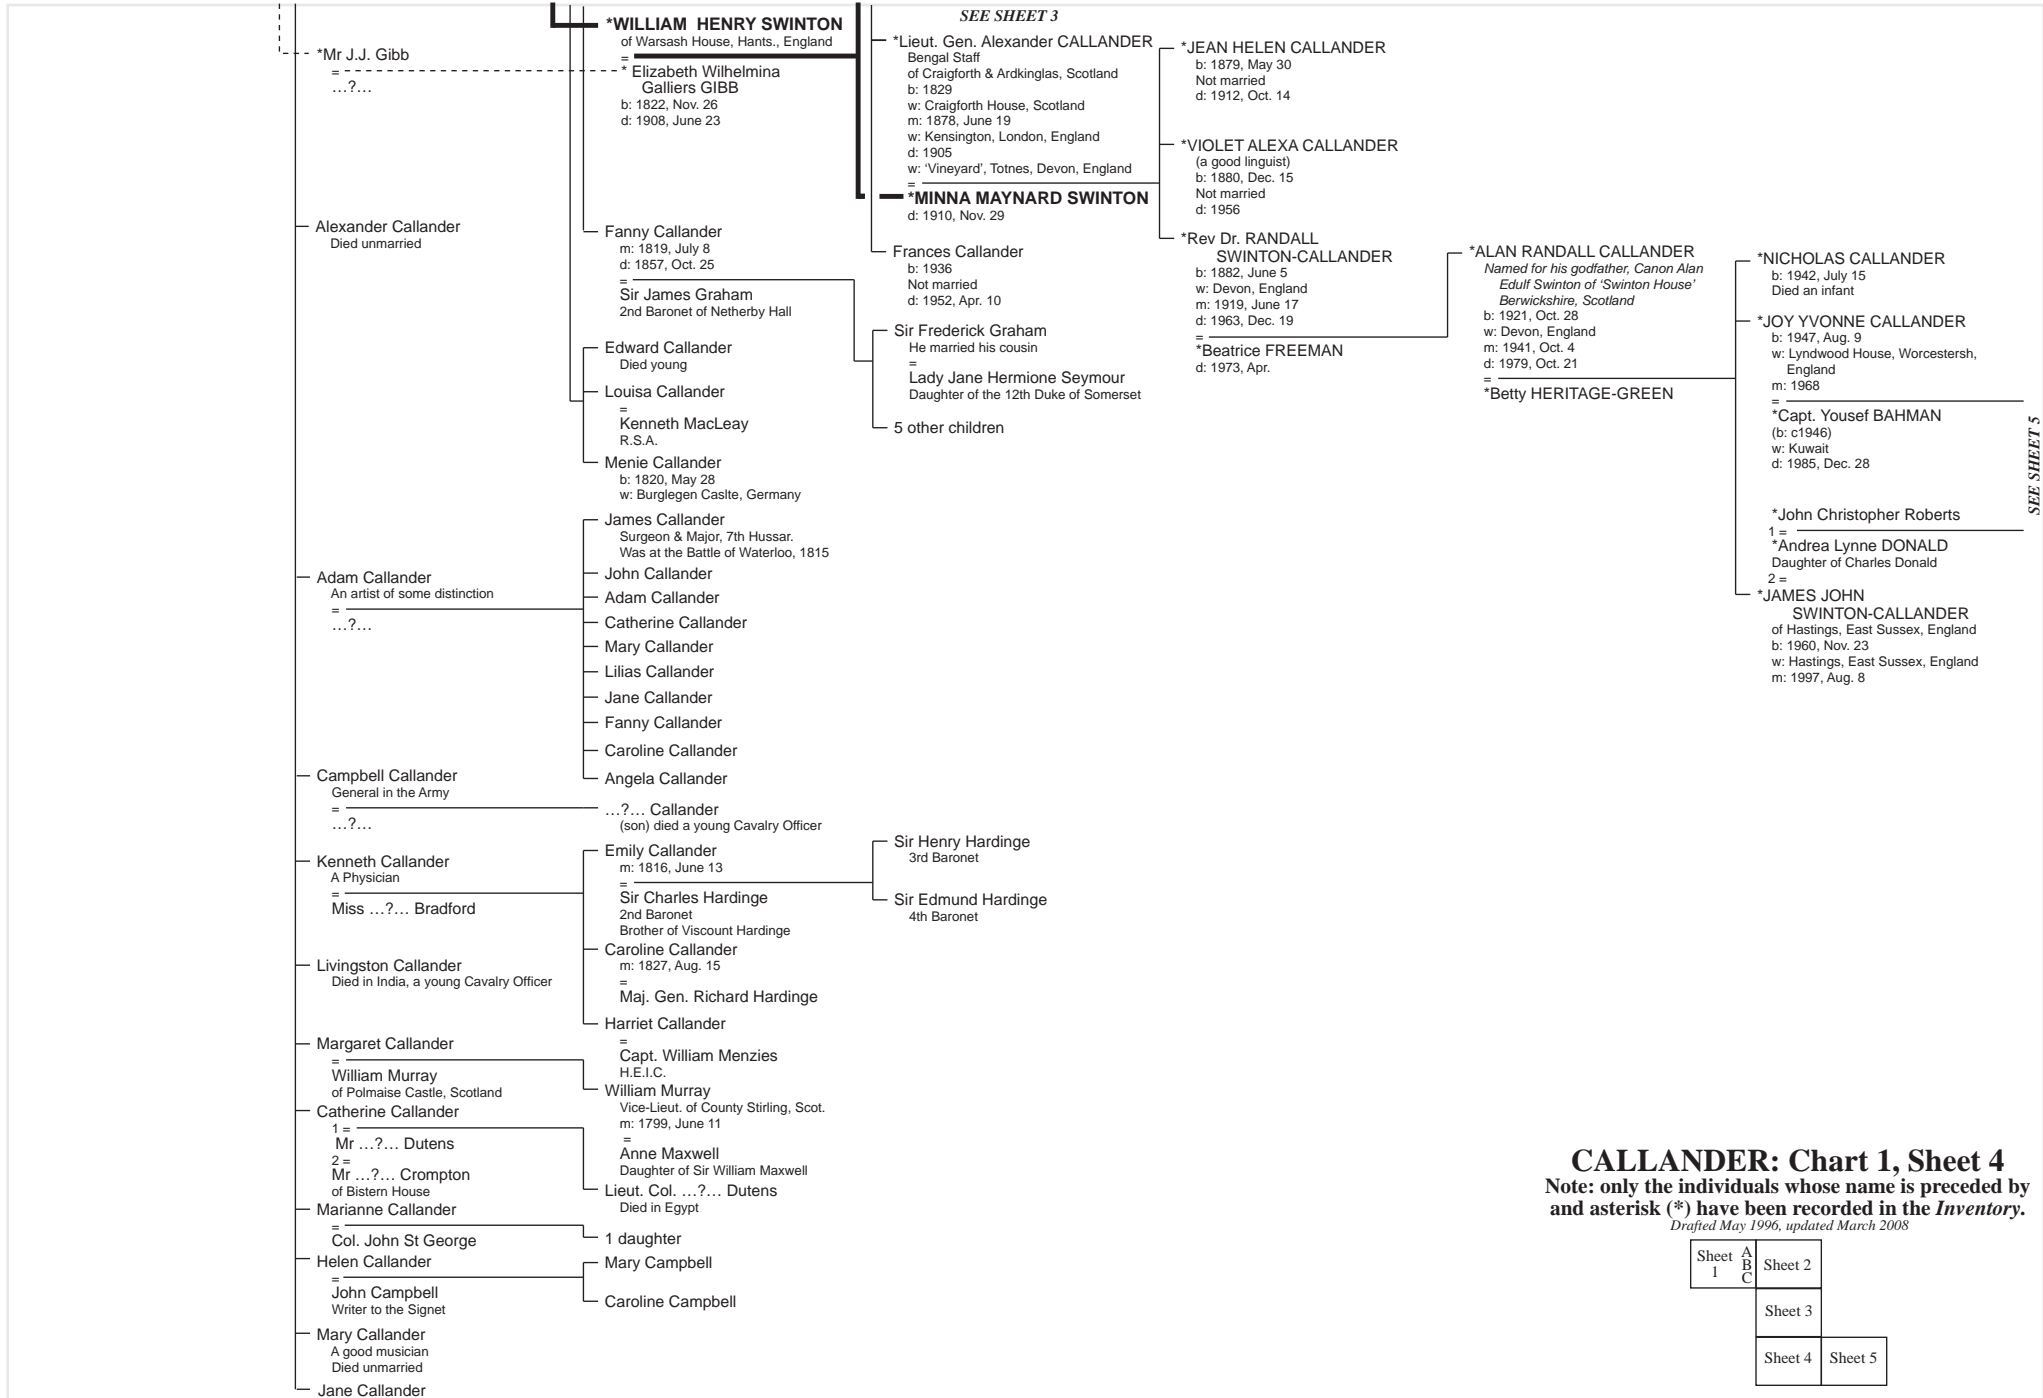 *Mr J.J. Gibb
=
…?…
Alexander Callander
Died unmarried
Adam Callander
An artist of some distinction
=
…?…
Campbell Callander
General in the Army
=
…?…
Kenneth Callander
A Physician
=
Miss …?… Bradford
Livingston Callander
Died in India, a young Cavalry Officer
Margaret Callander
=
William Murray
of Polmaise Castle, Scotland
Catherine Callander
1 =
Mr …?… Dutens
2 =
Mr …?… Crompton
of Bistern House
Marianne Callander
=
Col. John St George
Helen Callander
=
John Campbell
Writer to the Signet
Mary Callander
A good musician
Died unmarried
Jane Callander
*WILLIAM HENRY SWINTON
of Warsash House, Hants., England
=
* Elizabeth Wilhelmina
Galliers GIBB
b: 1822, Nov. 26
d: 1908, June 23
Fanny Callander
m: 1819, July 8
d: 1857, Oct. 25
=
Sir James Graham
2nd Baronet of Netherby Hall
Edward Callander
Died young
Louisa Callander
=
Kenneth MacLeay
R.S.A.
Menie Callander
b: 1820, May 28
w: Burglegen Caslte, Germany
James Callander
Surgeon & Major, 7th Hussar.
Was at the Battle of Waterloo, 1815
John Callander
Adam Callander
Catherine Callander
Mary Callander
Lilias Callander
Jane Callander
Fanny Callander
Caroline Callander
Angela Callander
…?… Callander
(son) died a young Cavalry Officer
Emily Callander
m: 1816, June 13
=
Sir Charles Hardinge
2nd Baronet
Brother of Viscount Hardinge
Caroline Callander
m: 1827, Aug. 15
=
Maj. Gen. Richard Hardinge
Harriet Callander
=
Capt. William Menzies
H.E.I.C.
William Murray
Vice-Lieut. of County Stirling, Scot.
m: 1799, June 11
=
Anne Maxwell
Daughter of Sir William Maxwell
Lieut. Col. …?… Dutens
Died in Egypt
1 daughter
Mary Campbell
Caroline Campbell
SEE SHEET 3
*Lieut. Gen. Alexander CALLANDER
Bengal Staff
of Craigforth & Ardkinglas, Scotland
b: 1829
w: Craigforth House, Scotland
m: 1878, June 19
w: Kensington, London, England
d: 1905
w: ‘Vineyard’, Totnes, Devon, England
=
*MINNA MAYNARD SWINTON
d: 1910, Nov. 29
Frances Callander
b: 1936
Not married
d: 1952, Apr. 10
Sir Frederick Graham
He married his cousin
=
Lady Jane Hermione Seymour
Daughter of the 12th Duke of Somerset
5 other children
Sir Henry Hardinge
3rd Baronet
Sir Edmund Hardinge
4th Baronet
*JEAN HELEN CALLANDER
b: 1879, May 30
Not married
d: 1912, Oct. 14
*VIOLET ALEXA CALLANDER
(a good linguist)
b: 1880, Dec. 15
Not married
d: 1956
*Rev Dr. RANDALL
SWINTON-CALLANDER
b: 1882, June 5
w: Devon, England
m: 1919, June 17
d: 1963, Dec. 19
=
*Beatrice FREEMAN
d: 1973, Apr.
*ALAN RANDALL CALLANDER
Named for his godfather, Canon Alan
Edulf Swinton of ‘Swinton House’
Berwickshire, Scotland
b: 1921, Oct. 28
w: Devon, England
m: 1941, Oct. 4
d: 1979, Oct. 21
=
*Betty HERITAGE-GREEN
*NICHOLAS CALLANDER
b: 1942, July 15
Died an infant
*JOY YVONNE CALLANDER
b: 1947, Aug. 9
w: Lyndwood House, Worcestersh,
England
m: 1968
=
*Capt. Yousef BAHMAN
(b: c1946)
w: Kuwait
d: 1985, Dec. 28
*John Christopher Roberts
1 =
*Andrea Lynne DONALD
Daughter of Charles Donald
2 =
*JAMES JOHN
SWINTON-CALLANDER
of Hastings, East Sussex, England
b: 1960, Nov. 23
w: Hastings, East Sussex, England
m: 1997, Aug. 8
SEE SHEET 5
CALLANDER: Chart 1, Sheet 4
Note: only the individuals whose name is preceded by
and asterisk (*) have been recorded in the Inventory.
Drafted May 1996, updated March 2008
Sheet 1
A
B
C
Sheet 2
Sheet 3
Sheet 4
Sheet 5